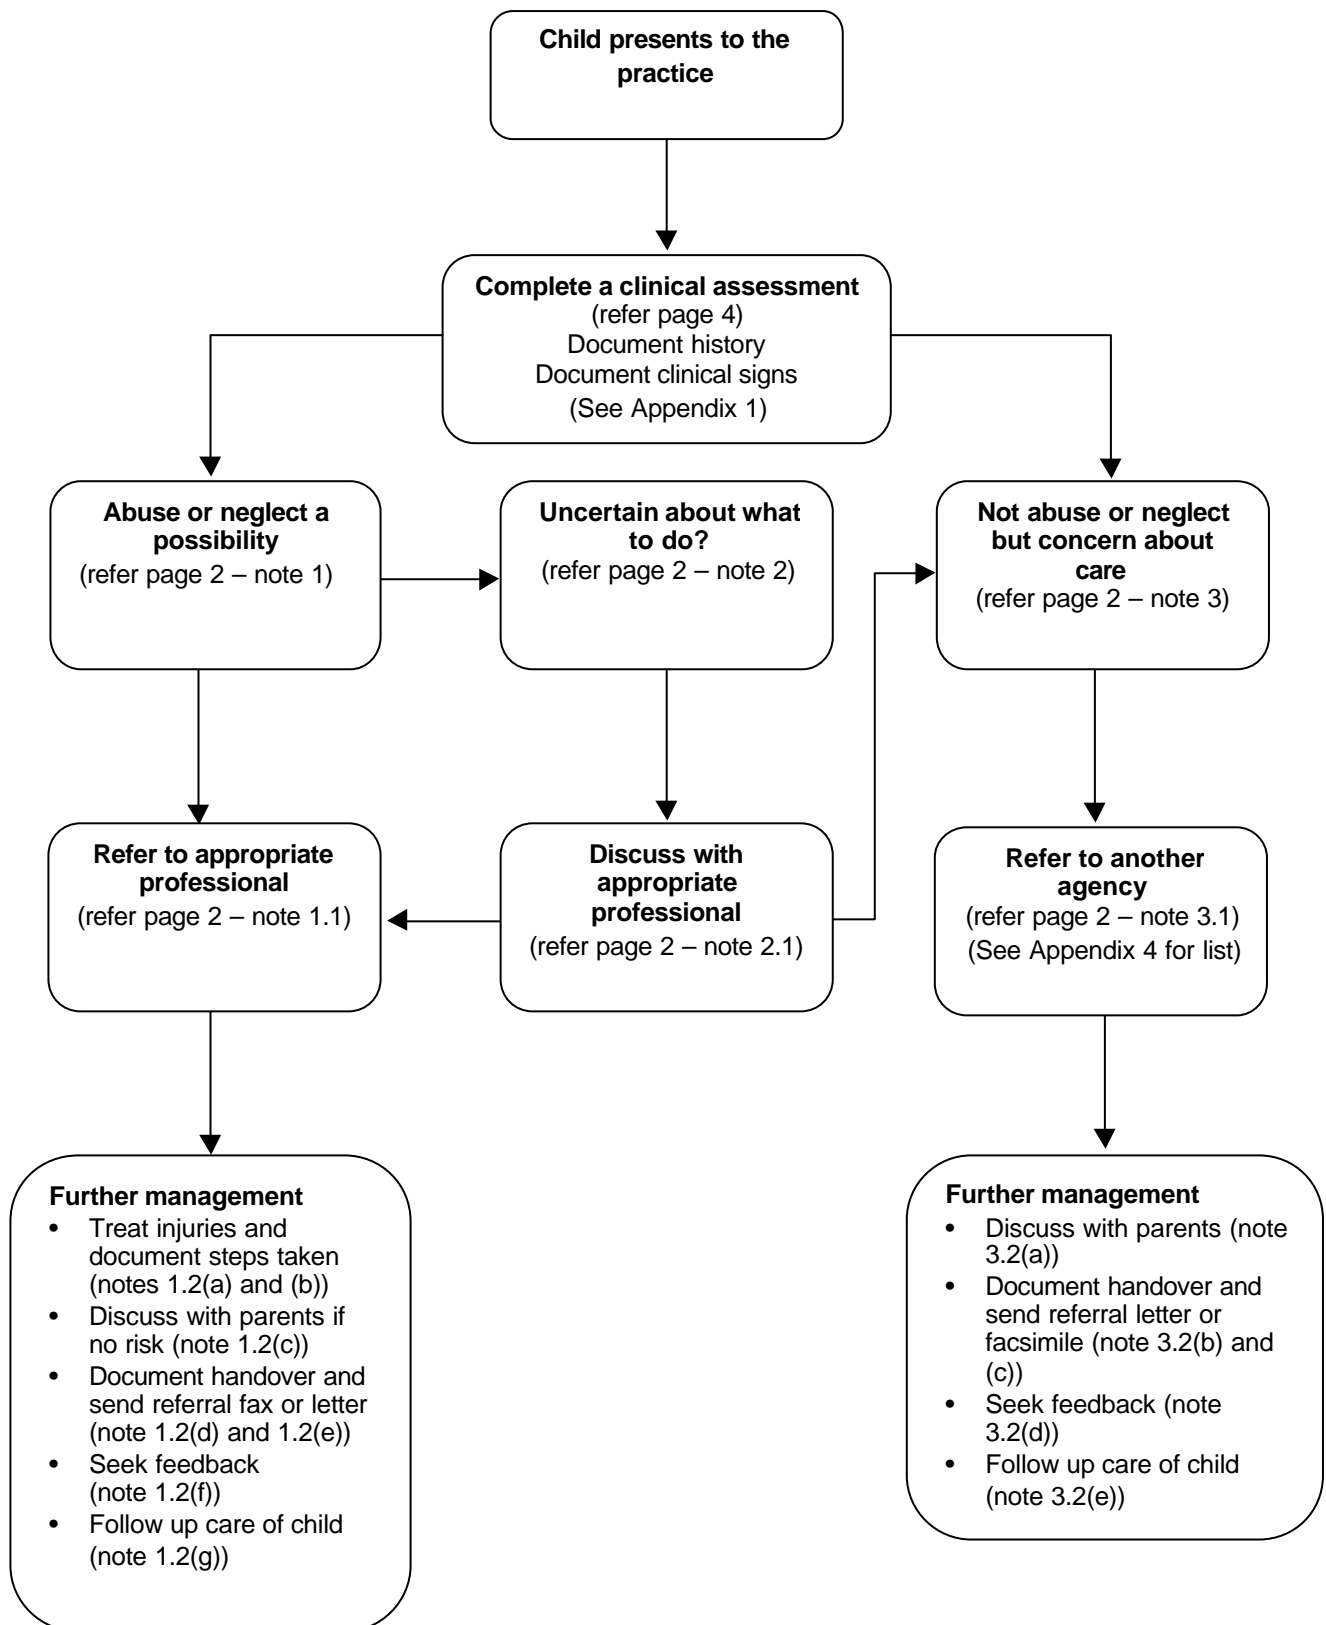 Child presents to the
practice
Complete a clinical assessment
(refer page 4)
Document history
Document clinical signs
(See Appendix 1)
Abuse or neglect a
possibility
(refer page 2 – note 1)
Uncertain about what
to do?
(refer page 2 – note 2)
Not abuse or neglect
but concern about
care
(refer page 2 – note 3)
Refer to appropriate
professional
(refer page 2 – note 1.1)
Discuss with
appropriate
professional
(refer page 2 – note 2.1)
Refer to another
agency
(refer page 2 – note 3.1)
(See Appendix 4 for list)
Further management
• Treat injuries and
document steps taken
(notes 1.2(a) and (b))
• Discuss with parents if
no risk (note 1.2(c))
• Document handover and
send referral fax or letter
(note 1.2(d) and 1.2(e))
• Seek feedback
(note 1.2(f))
• Follow up care of child
(note 1.2(g))
Further management
• Discuss with parents (note
3.2(a))
• Document handover and
send referral letter or
facsimile (note 3.2(b) and
(c))
• Seek feedback (note
3.2(d))
• Follow up care of child
(note 3.2(e))